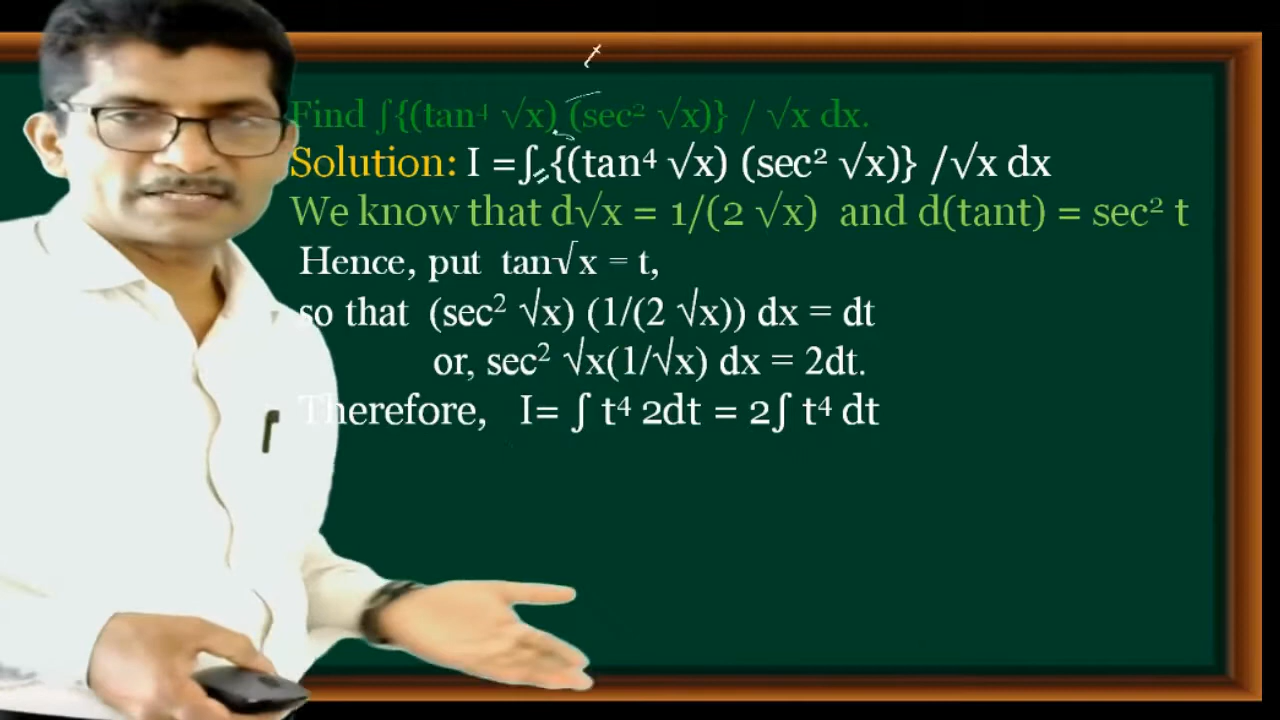 t
Find ∫{(tan⁴ √x) (sec² √x)} / √x dx.
Solution: I =∫ {(tan⁴ √x) (sec² √x)} /√x dx
We know that d√x = 1/(2 √x) and d(tant) = sec² t
Hence, put tan√x = t,
so that (sec² √x) (1/(2 √x)) dx = dt
or, sec² √x(1/√x) dx = 2dt.
Therefore, I= ∫ t⁴ 2dt = 2∫ t⁴ dt